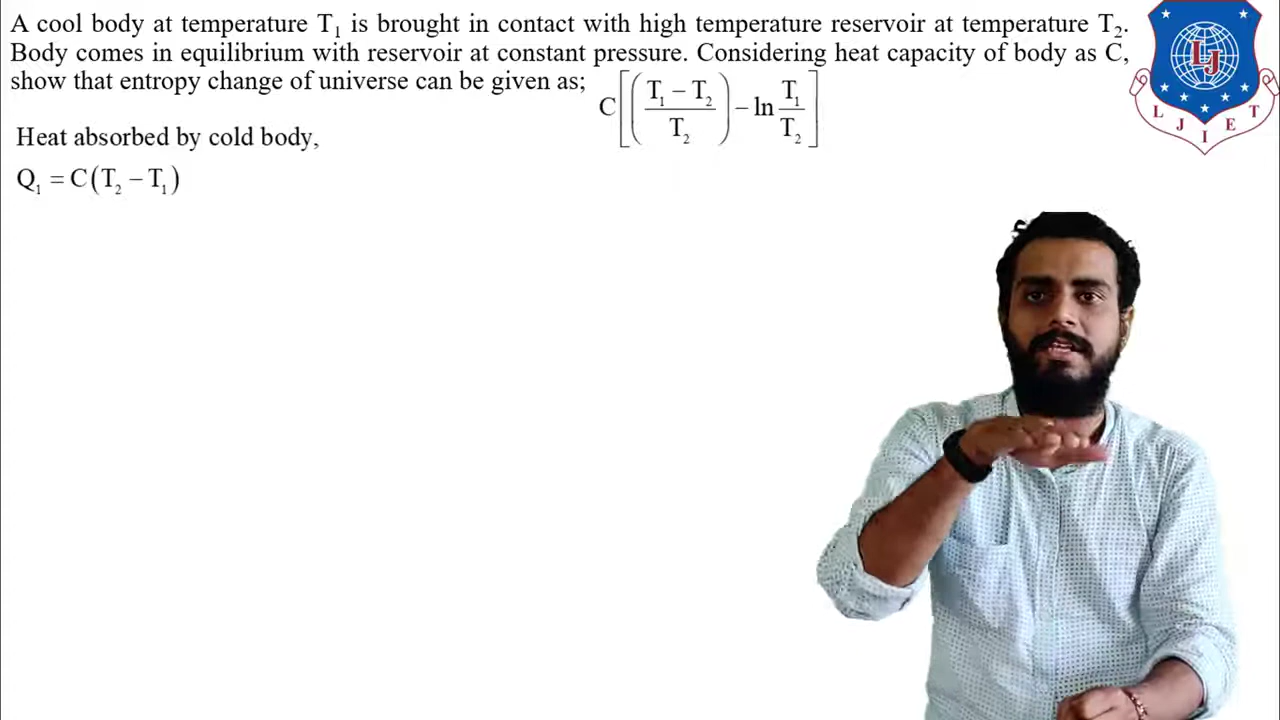 A cool body at temperature T₁ is brought in contact with high temperature reservoir at temperature T₂.
Body comes in equilibrium with reservoir at constant pressure. Considering heat capacity of body as C,
show that entropy change of universe can be given as; C[((T₁ − T₂)/T₂) − ln T₁/T₂]
Heat absorbed by cold body,
Q₁ = C(T₂ − T₁)
LJ
L J I E T